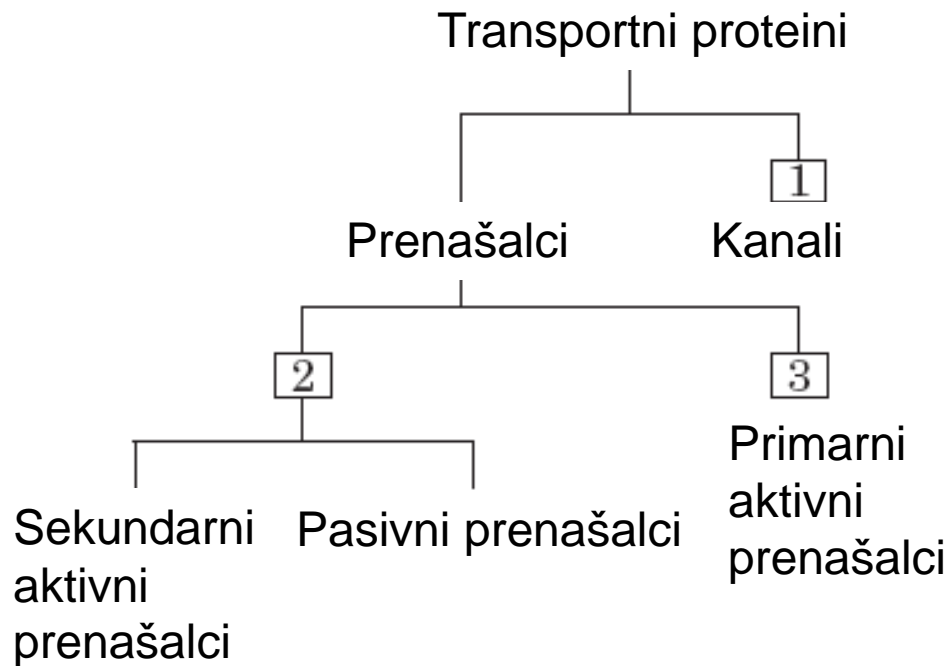 Transportni proteini
1
Prenašalci
Kanali
2
3
Sekundarni
aktivni
prenašalci
Pasivni prenašalci
Primarni
aktivni
prenašalci